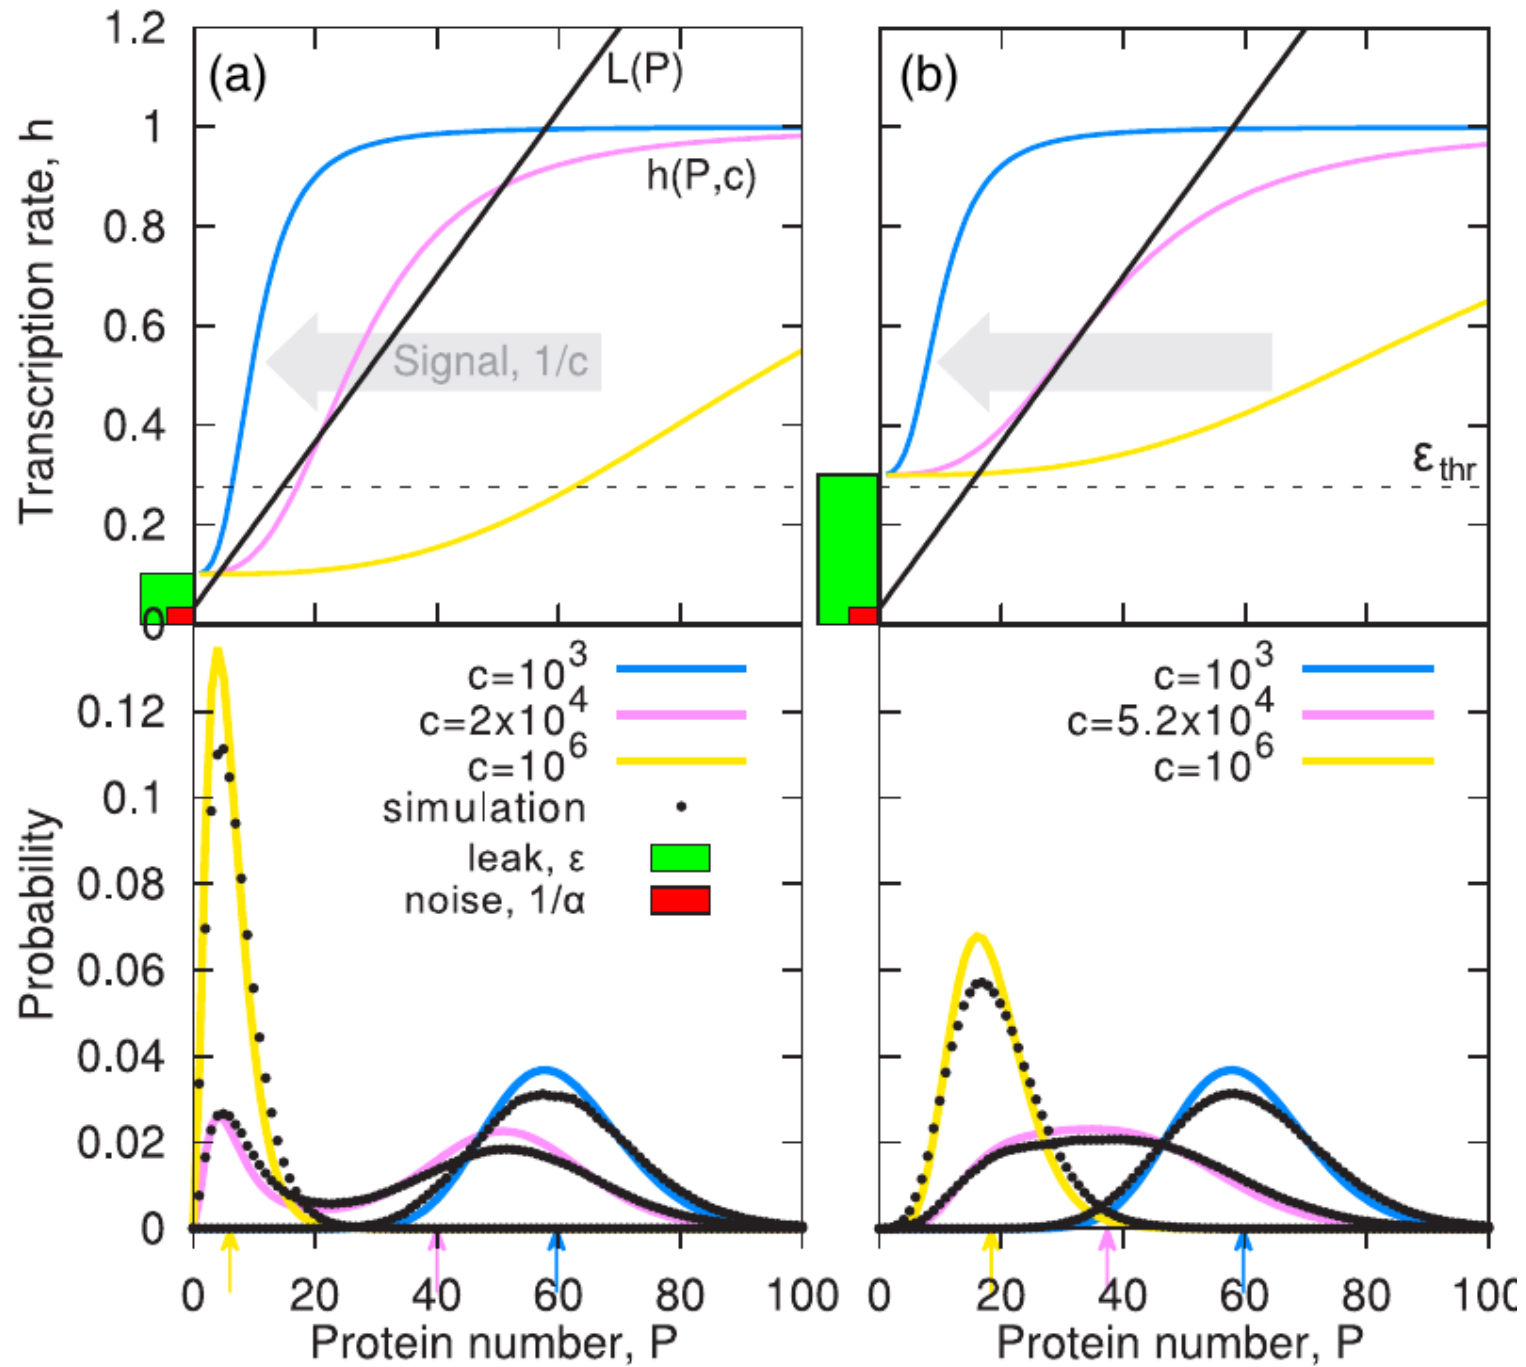 (a)
L(P)
h(P,c)
Signal, 1/c
Transcription rate, h
1.2
1
0.8
0.6
0.4
0.2
0
(b)
ε thr
c=10^3
c=2x10^4
c=10^6
simulation
leak, ε
noise, 1/α
Probability
0.12
0.1
0.08
0.06
0.04
0.02
0
0 20 40 60 80 100
Protein number, P
c=10^3
c=5.2x10^4
c=10^6
0 20 40 60 80 100
Protein number, P